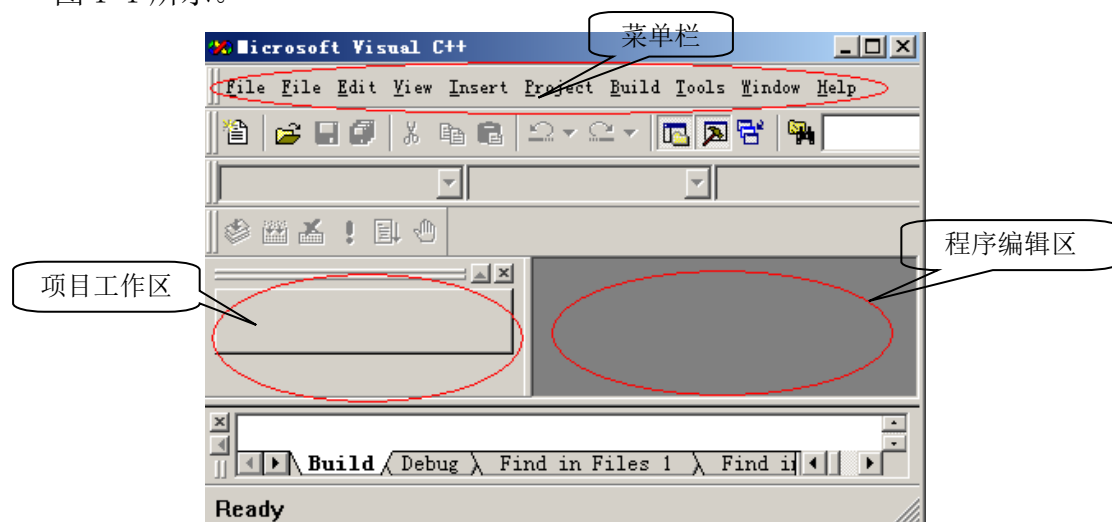 图 1-1 所示。
菜单栏
Microsoft Visual C++
File File Edit View Insert Project Build Tools Window Help
程序编辑区
项目工作区
Build Debug Find in Files 1 Find in
Ready